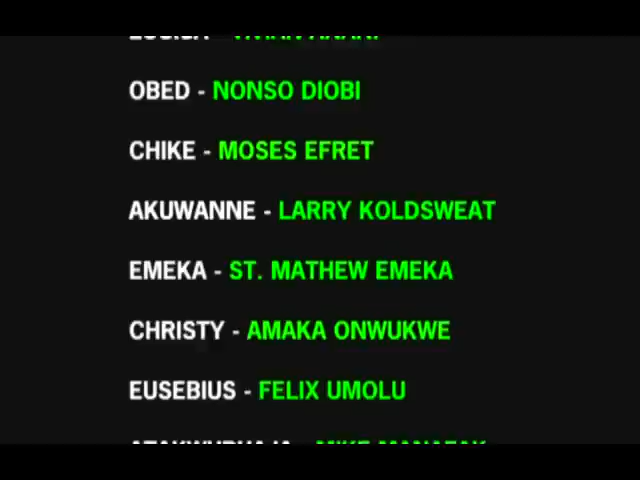 OBED - NONSO DIOBI
CHIKE - MOSES EFRET
AKUWANNE - LARRY KOLDSWEAT
EMEKA - ST. MATHEW EMEKA
CHRISTY - AMAKA ONWUKWE
EUSEBIUS - FELIX UMOLU